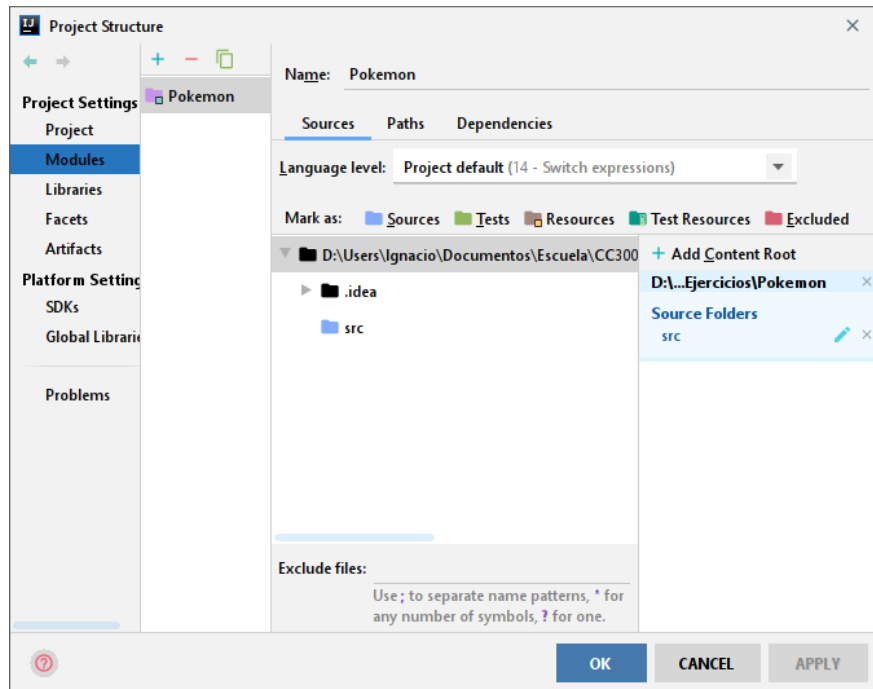 IJ Project Structure
Project Settings
Project
Modules
Libraries
Facets
Artifacts
Platform Setting
SDKs
Global Librarie
Problems
Pokemon
Name: Pokemon
Sources Paths Dependencies
Language level: Project default (14 - Switch expressions)
Mark as: Sources Tests Resources Test Resources Excluded
D:\Users\Ignacio\Documentos\Escuela\CC300
.idea
src
+ Add Content Root
D:\...Ejercicios\Pokemon
Source Folders
src
Exclude files:
Use ; to separate name patterns, * for
any number of symbols, ? for one.
?
OK CANCEL APPLY